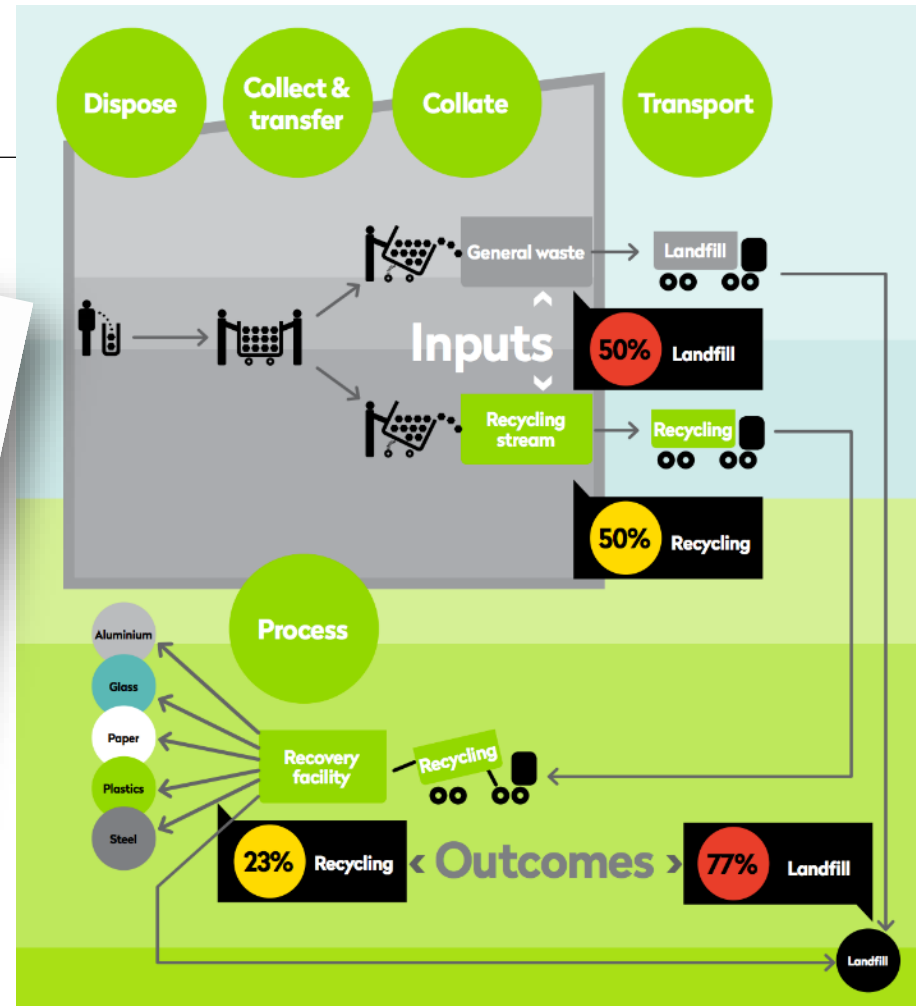 Dispose
Collect &
transfer
Collate
Transport
General waste
Landfill
Inputs
50% Landfill
Recycling
stream
Recycling
50% Recycling
Process
Aluminium
Glass
Paper
Plastics
Steel
Recovery
facility
Recycling
23% Recycling
< Outcomes >
77% Landfill
Landfill